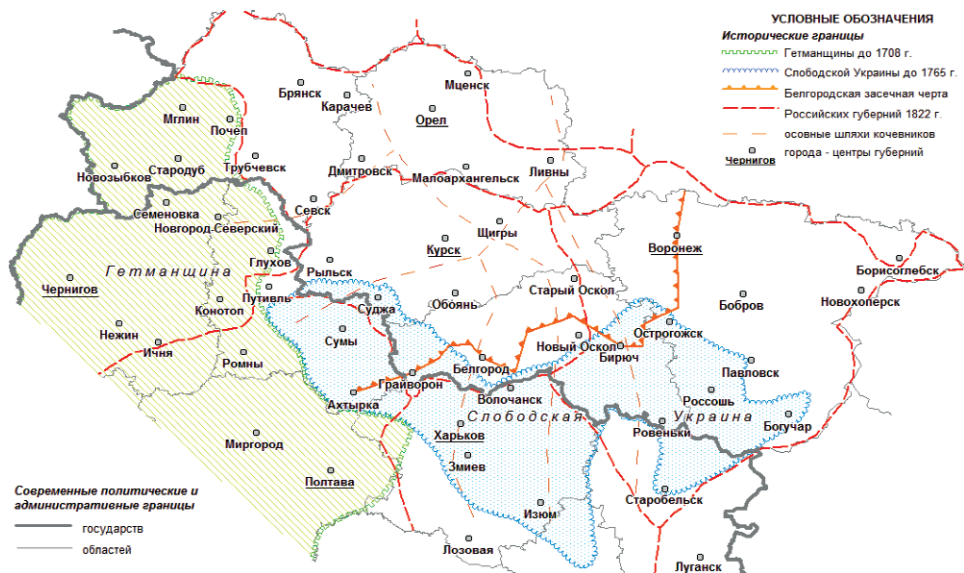 УСЛОВНЫЕ ОБОЗНАЧЕНИЯ
Исторические границы
Гетманщины до 1708 г.
Слободской Украины до 1765 г.
Белгородская засечная черта
Российских губерний 1822 г.
осовные шляхи кочевников
Чернигов
города - центры губерний
Мценск
Брянск
Карачев
Орел
Мглин
Почеп
Стародуб
Трубчевск
Новозыбков
Дмитровск
Малоархангельск
Ливны
Семеновка
Новгород-Северский
Севск
Щигры
Курск
Воронеж
Глухов
Рыльск
Гетманщина
Борисоглебск
Чернигов
Путивль
Старый Оскол
Обоянь
Суджа
Конотоп
Бобров
Новохоперск
Нежин
Сумы
Острогожск
Ичня
Новый Оскол
Бирюч
Ромны
Белгород
Павловск
Грайворон
Ахтырка
Волочанск
Россошь
Слободская Украина
Богучар
Харьков
Ровеньки
Миргород
Змиев
Полтава
Старобельск
Изюм
Лозовая
Луганск
Современные политические и
административные границы
государств
областей